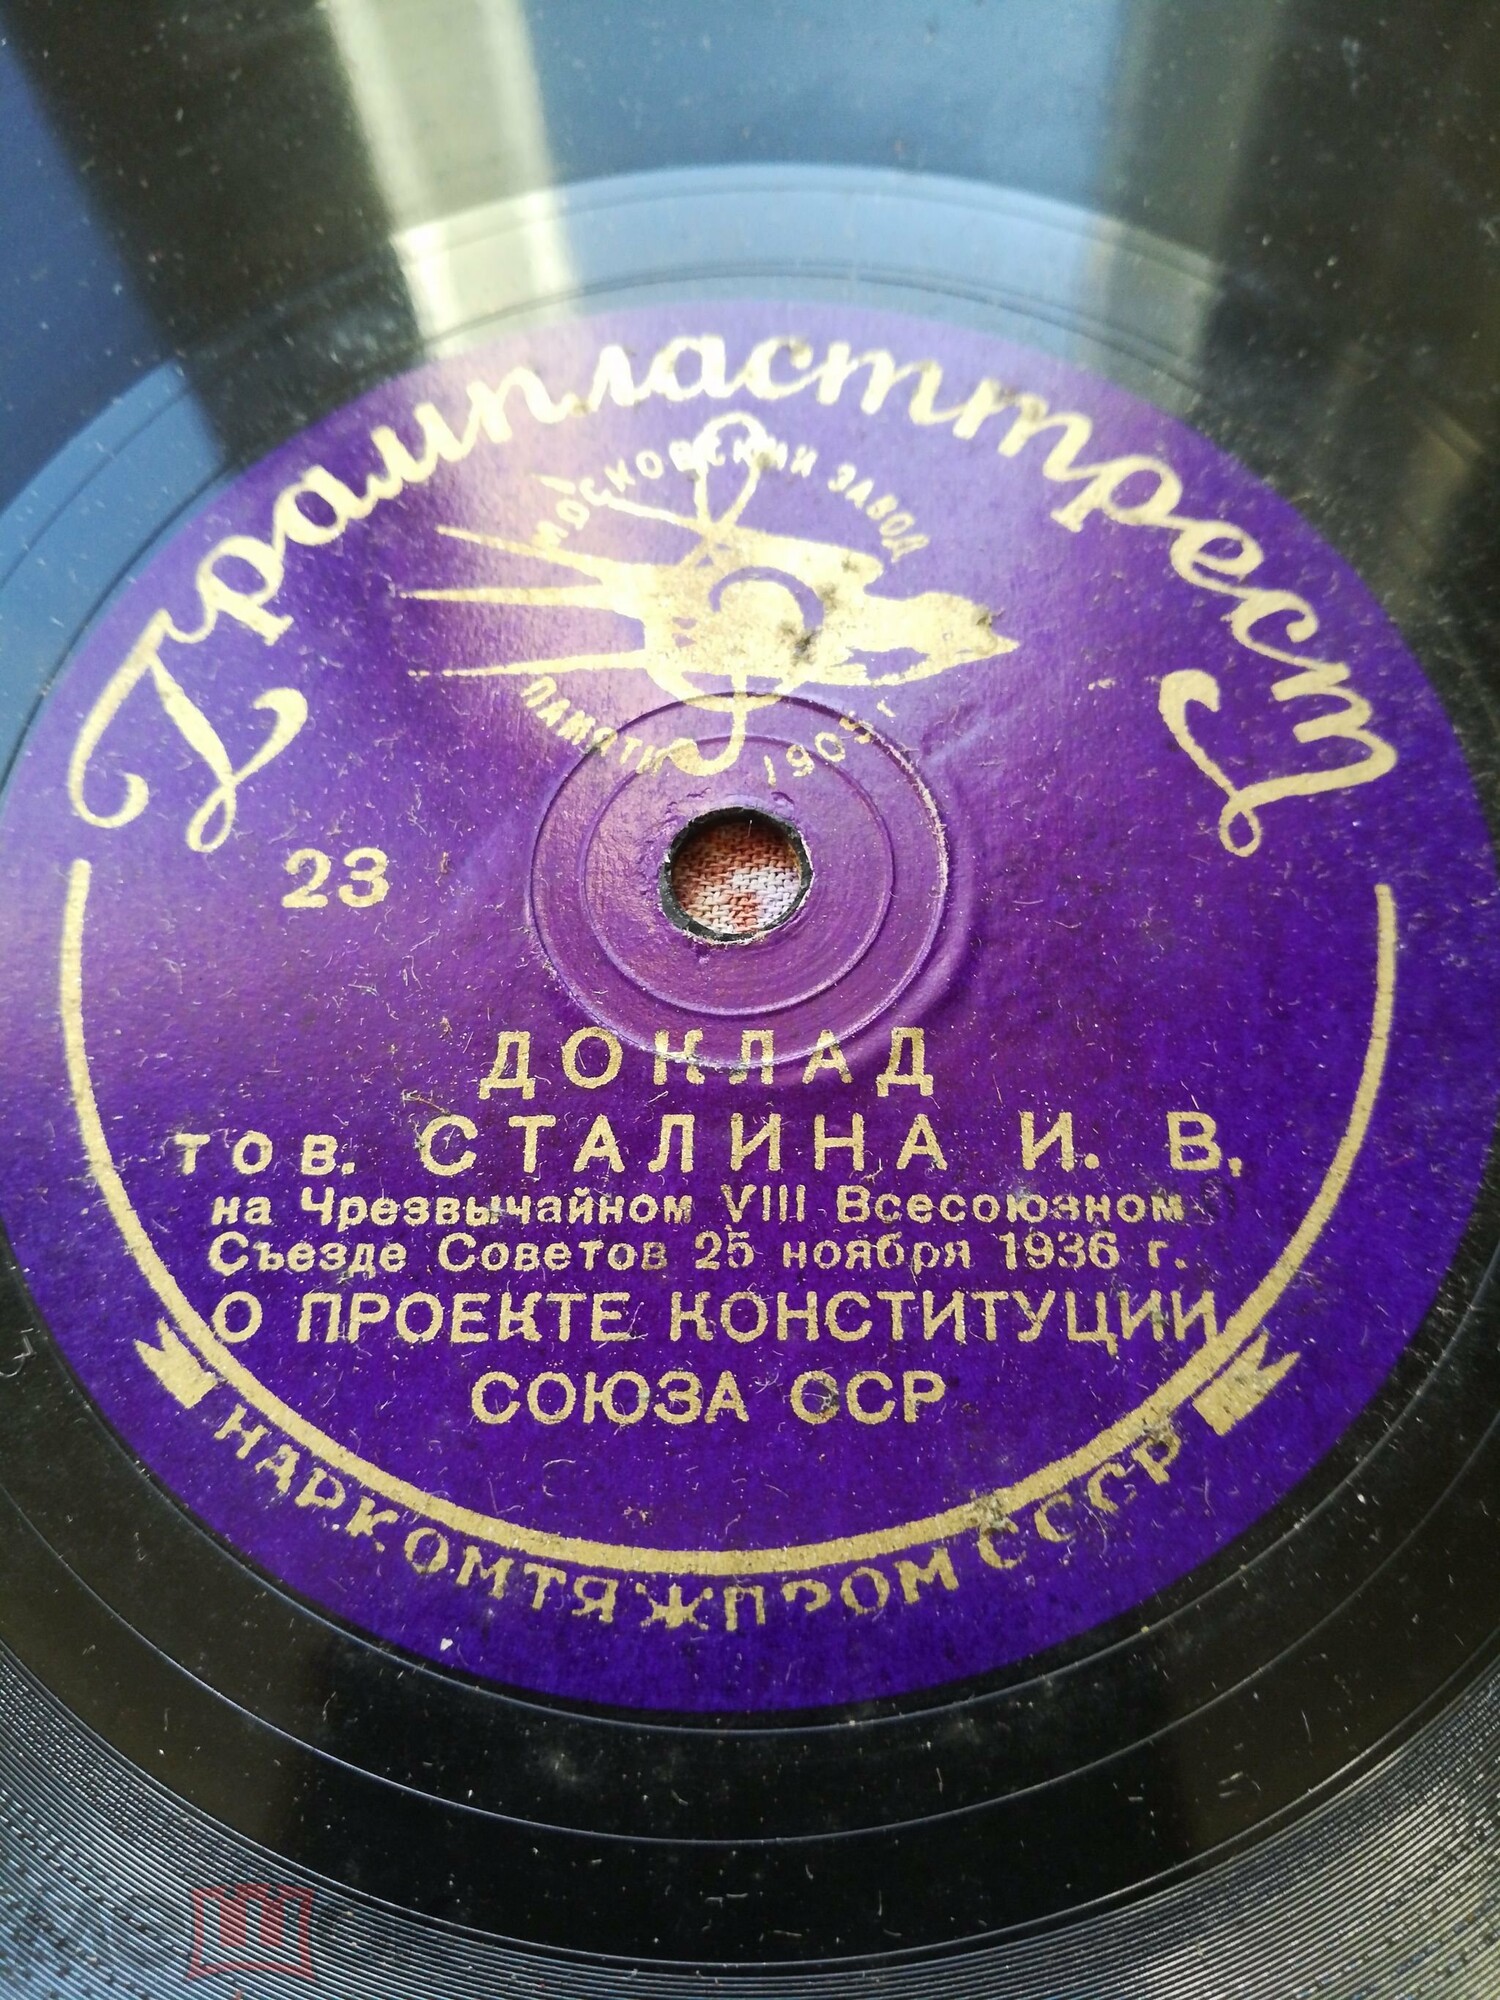 Грампласттрест
МОСКОВСКИЙ ЗАВОД
ПАМЯТИ 1905 г.
23
ДОКЛАД
тов. СТАЛИНА И. В.
на Чрезвычайном VIII Всесоюзном
Съезде Советов 25 ноября 1936 г.
О ПРОЕКТЕ КОНСТИТУЦИИ
СОЮЗА ССР
НАРКОМТЯЖПРОМ СССР